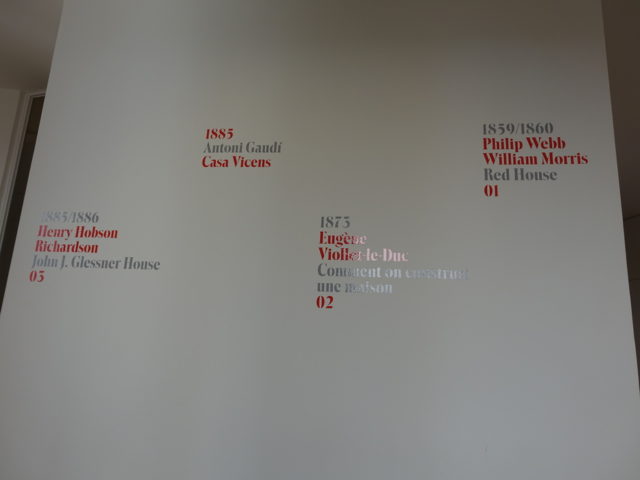 1885
Antoni Gaudí
Casa Vicens
1859/1860
Philip Webb
William Morris
Red House
01
1885/1886
Henry Hobson
Richardson
John J. Glessner House
03
1873
Eugène
Viollet-le-Duc
Comment on construit
une maison
02